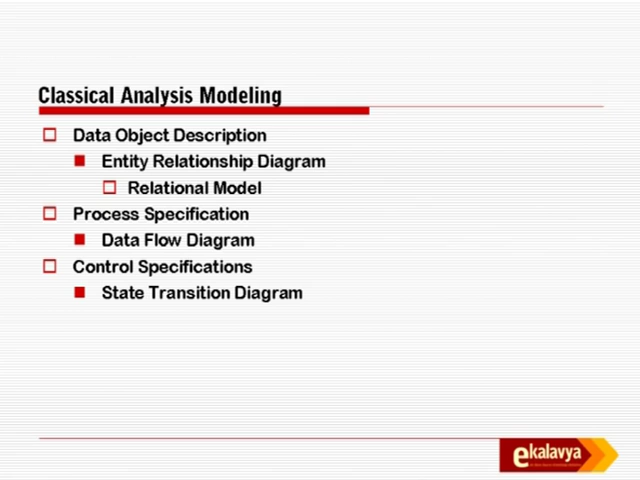 Classical Analysis Modeling
Data Object Description
Entity Relationship Diagram
Relational Model
Process Specification
Data Flow Diagram
Control Specifications
State Transition Diagram
ekalavya